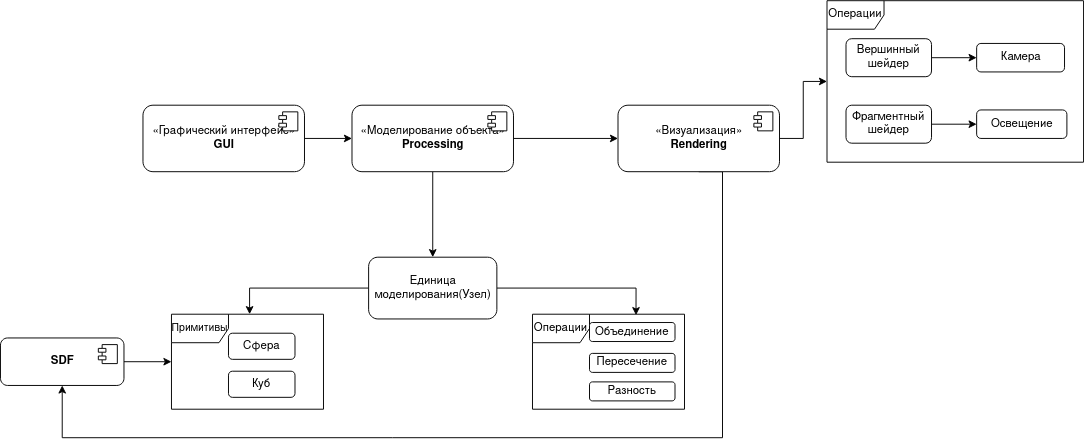 Операции
Вершинный
шейдер
Камера
Фрагментный
шейдер
Освещение
«Графический интерфейс»
GUI
«Моделирование объекта»
Processing
«Визуализация»
Rendering
Единица
моделирования(Узел)
Примитивы
Сфера
Куб
Операции
Объединение
Пересечение
Разность
SDF